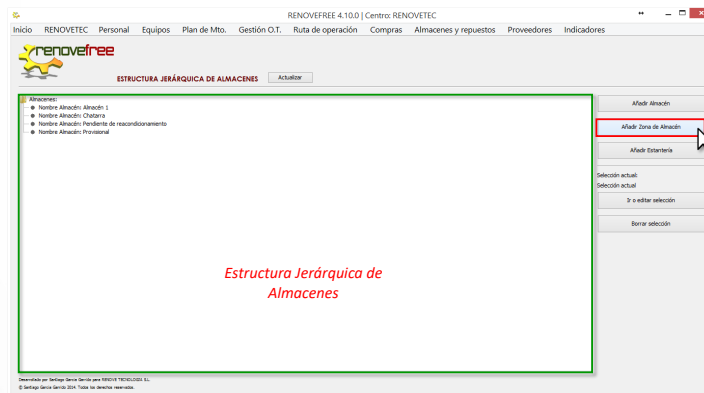 RENOVEFREE 4.10.0 | Centro: RENOVETEC
Inicio RENOVETEC Personal Equipos Plan de Mto. Gestión O.T. Ruta de operación Compras Almacenes y repuestos Proveedores Indicadores
renovefree
ESTRUCTURA JERÁRQUICA DE ALMACENES Actualizar
Almacenes:
Nombre Almacén: Almacén 1
Nombre Almacén: Chatarra
Nombre Almacén: Pendiente de reacondicionamiento
Nombre Almacén: Provisional
Añadir Almacén
Añadir Zona de Almacén
Añadir Estantería
Selección actual:
Selección actual
Ir o editar selección
Borrar selección
Estructura Jerárquica de
Almacenes
Desarrollado por Santiago García Garrido para RENOVE TECNOLOGÍA S.L.
© Santiago García Garrido 2014. Todos los derechos reservados.